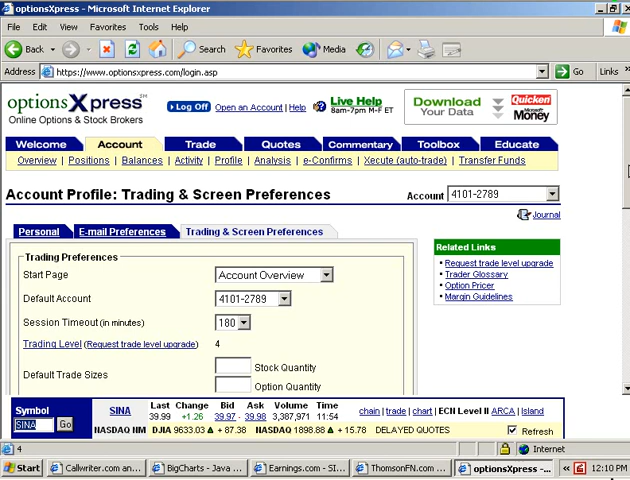 optionsXpress - Microsoft Internet Explorer
File Edit View Favorites Tools Help
Back Search Favorites Media
Address https://www.optionsxpress.com/login.asp Go Links »
optionsXpress SM
Online Options & Stock Brokers
Log Off Open an Account | Help
Live Help
8am-7pm M-F ET
Download
Your Data
Quicken
Microsoft
Money
Welcome Account Trade Quotes Commentary Toolbox Educate
Overview | Positions | Balances | Activity | Profile | Analysis | e-Confirms | Xecute (auto-trade) | Transfer Funds
Account Profile: Trading & Screen Preferences
Account 4101-2789
Journal
Personal E-mail Preferences Trading & Screen Preferences
Trading Preferences
Start Page Account Overview
Default Account 4101-2789
Session Timeout (in minutes) 180
Trading Level (Request trade level upgrade) 4
Default Trade Sizes
Stock Quantity
Option Quantity
Related Links
• Request trade level upgrade
• Trader Glossary
• Option Pricer
• Margin Guidelines
Symbol
SINA Go
SINA
Last Change Bid Ask Volume Time
39.99 +1.26 39.97 - 39.98 3,387,971 11:54
chain | trade | chart | ECN Level II ARCA | Island
NASDAQ NM DJIA 9633.03 + 87.38 NASDAQ 1898.88 + 15.78 DELAYED QUOTES Refresh
4 Internet
Start Callwriter.com an... BigCharts - Java ... Earnings.com - SI... ThomsonFN.com ... optionsXpress -... « 12:10 PM